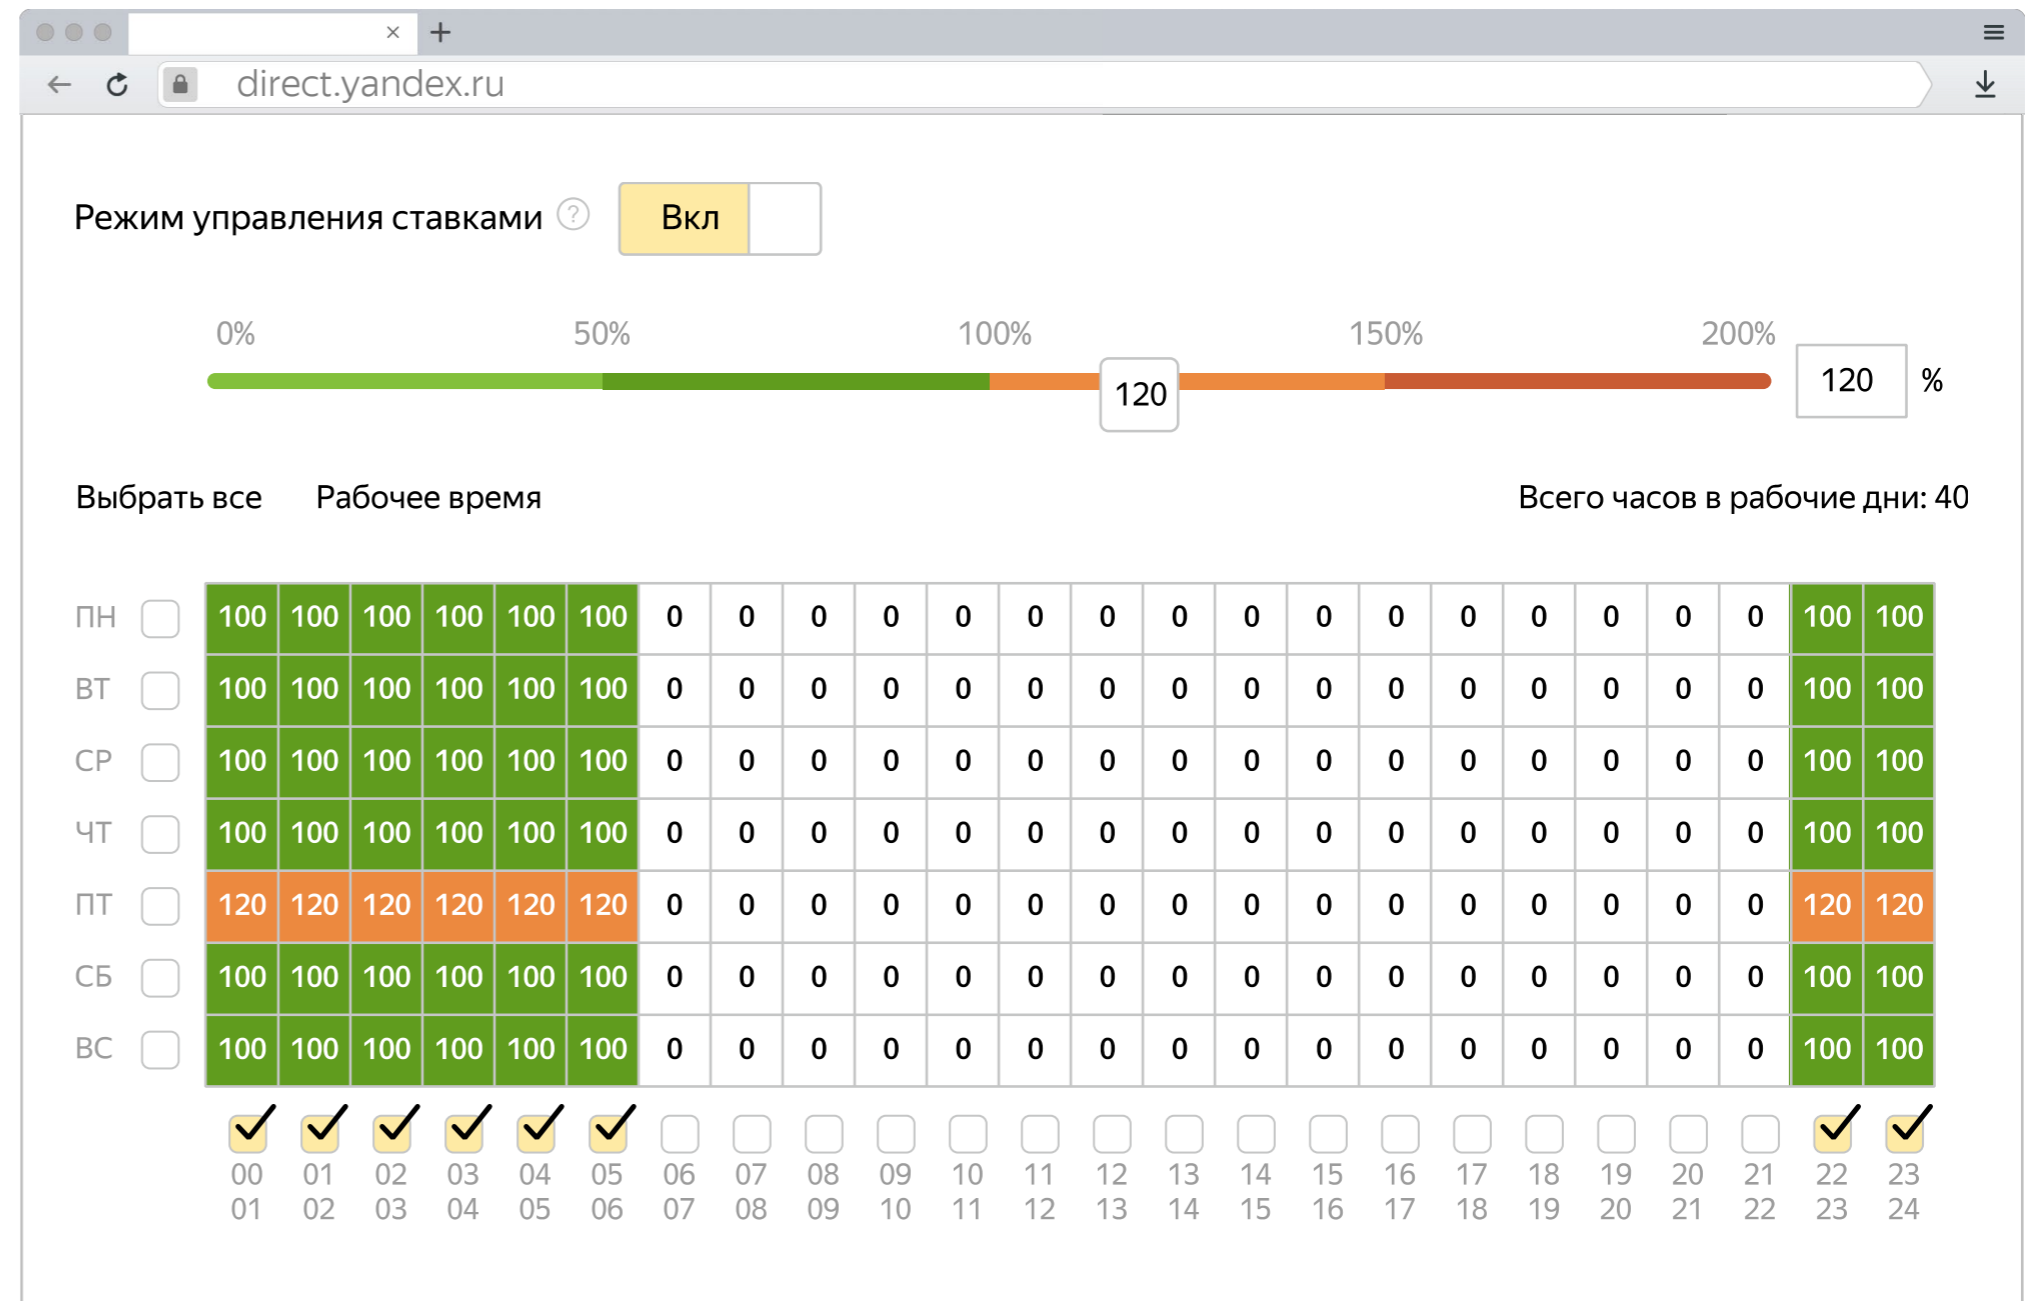 direct.yandex.ru
Режим управления ставками ? Вкл
0% 50% 100% 150% 200%
120 120 %
Выбрать все Рабочее время Всего часов в рабочие дни: 40
ПН 100 100 100 100 100 100 0 0 0 0 0 0 0 0 0 0 0 0 0 0 0 0 100 100
ВТ 100 100 100 100 100 100 0 0 0 0 0 0 0 0 0 0 0 0 0 0 0 0 100 100
СР 100 100 100 100 100 100 0 0 0 0 0 0 0 0 0 0 0 0 0 0 0 0 100 100
ЧТ 100 100 100 100 100 100 0 0 0 0 0 0 0 0 0 0 0 0 0 0 0 0 100 100
ПТ 120 120 120 120 120 120 0 0 0 0 0 0 0 0 0 0 0 0 0 0 0 0 120 120
СБ 100 100 100 100 100 100 0 0 0 0 0 0 0 0 0 0 0 0 0 0 0 0 100 100
ВС 100 100 100 100 100 100 0 0 0 0 0 0 0 0 0 0 0 0 0 0 0 0 100 100
00 01 02 03 04 05 06 07 08 09 10 11 12 13 14 15 16 17 18 19 20 21 22 23
01 02 03 04 05 06 07 08 09 10 11 12 13 14 15 16 17 18 19 20 21 22 23 24